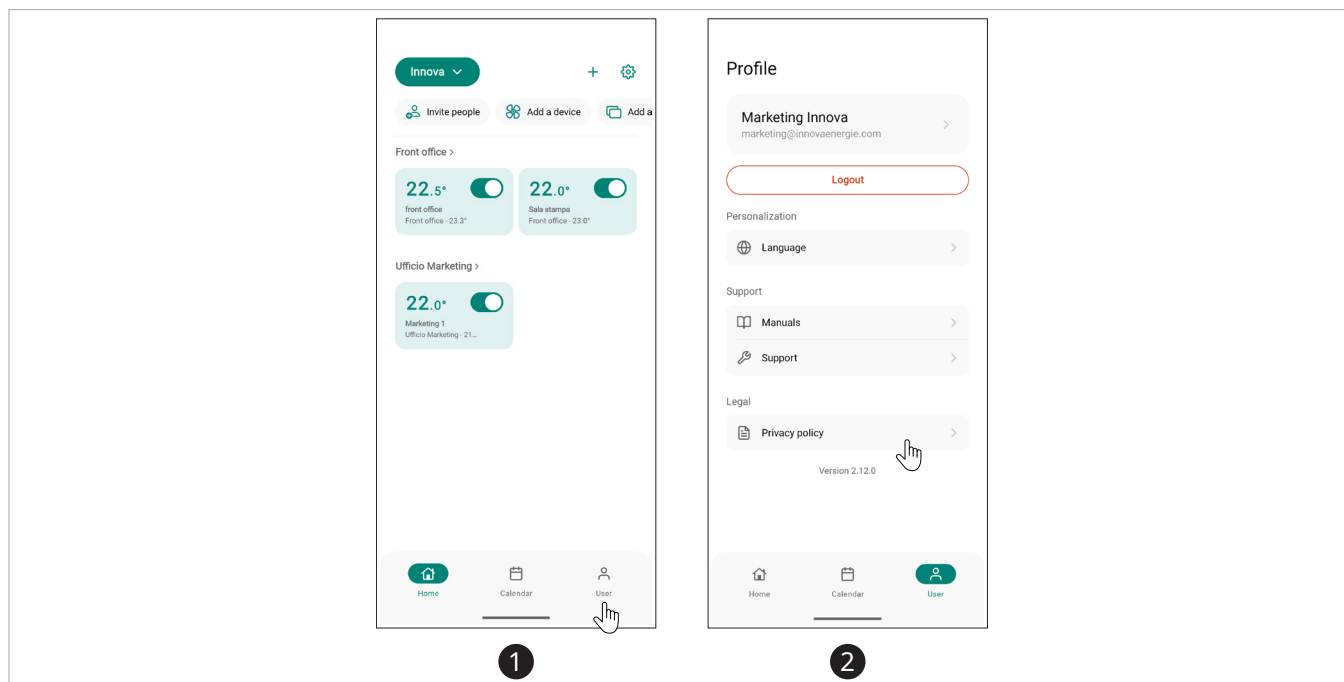 Innova
Invite people
Add a device
Add a
Front office >
22.5°
front office
Front office - 23.3°
22.0°
Sala stampa
Front office - 23.0°
Ufficio Marketing >
22.0°
Marketing 1
Ufficio Marketing - 21...
Home
Calendar
User
1
Profile
Marketing Innova
marketing@innovaenergie.com
Logout
Personalization
Language
Support
Manuals
Support
Legal
Privacy policy
Version 2.12.0
Home
Calendar
User
2